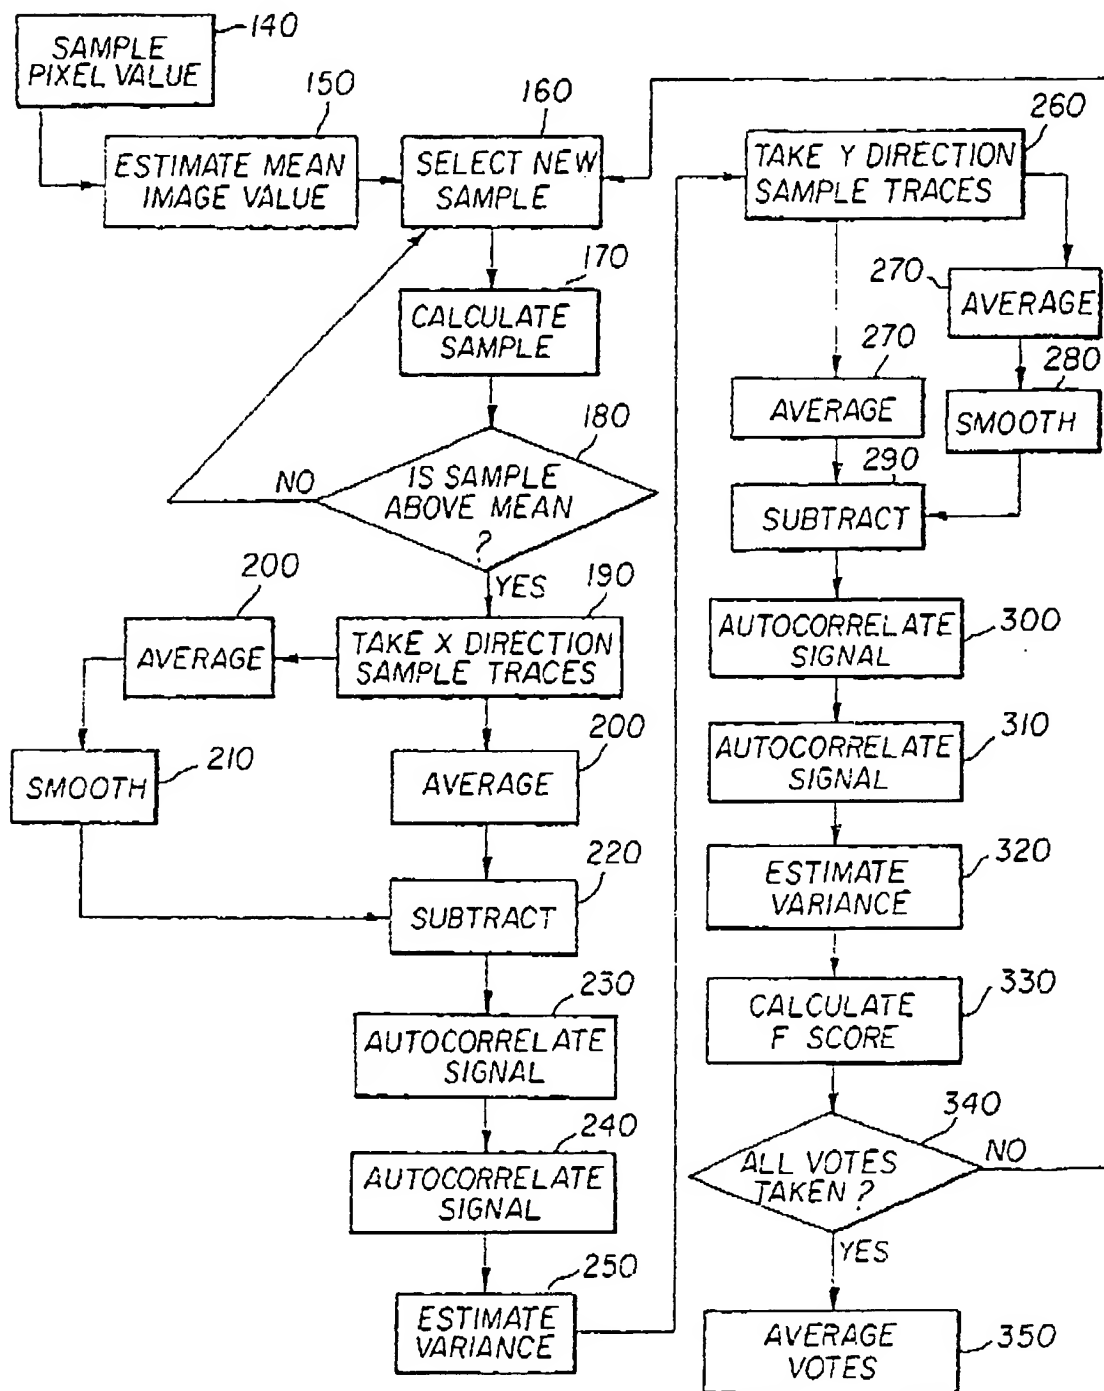 140
SAMPLE
PIXEL VALUE
150
ESTIMATE MEAN
IMAGE VALUE
160
SELECT NEW
SAMPLE
170
CALCULATE
SAMPLE
180
IS SAMPLE
ABOVE MEAN
?
NO
YES
190
TAKE X DIRECTION
SAMPLE TRACES
200
AVERAGE
210
SMOOTH
200
AVERAGE
220
SUBTRACT
230
AUTOCORRELATE
SIGNAL
240
AUTOCORRELATE
SIGNAL
250
ESTIMATE
VARIANCE
260
TAKE Y DIRECTION
SAMPLE TRACES
270
AVERAGE
280
SMOOTH
270
AVERAGE
290
SUBTRACT
300
AUTOCORRELATE
SIGNAL
310
AUTOCORRELATE
SIGNAL
320
ESTIMATE
VARIANCE
330
CALCULATE
F SCORE
340
ALL VOTES
TAKEN ?
NO
YES
350
AVERAGE
VOTES